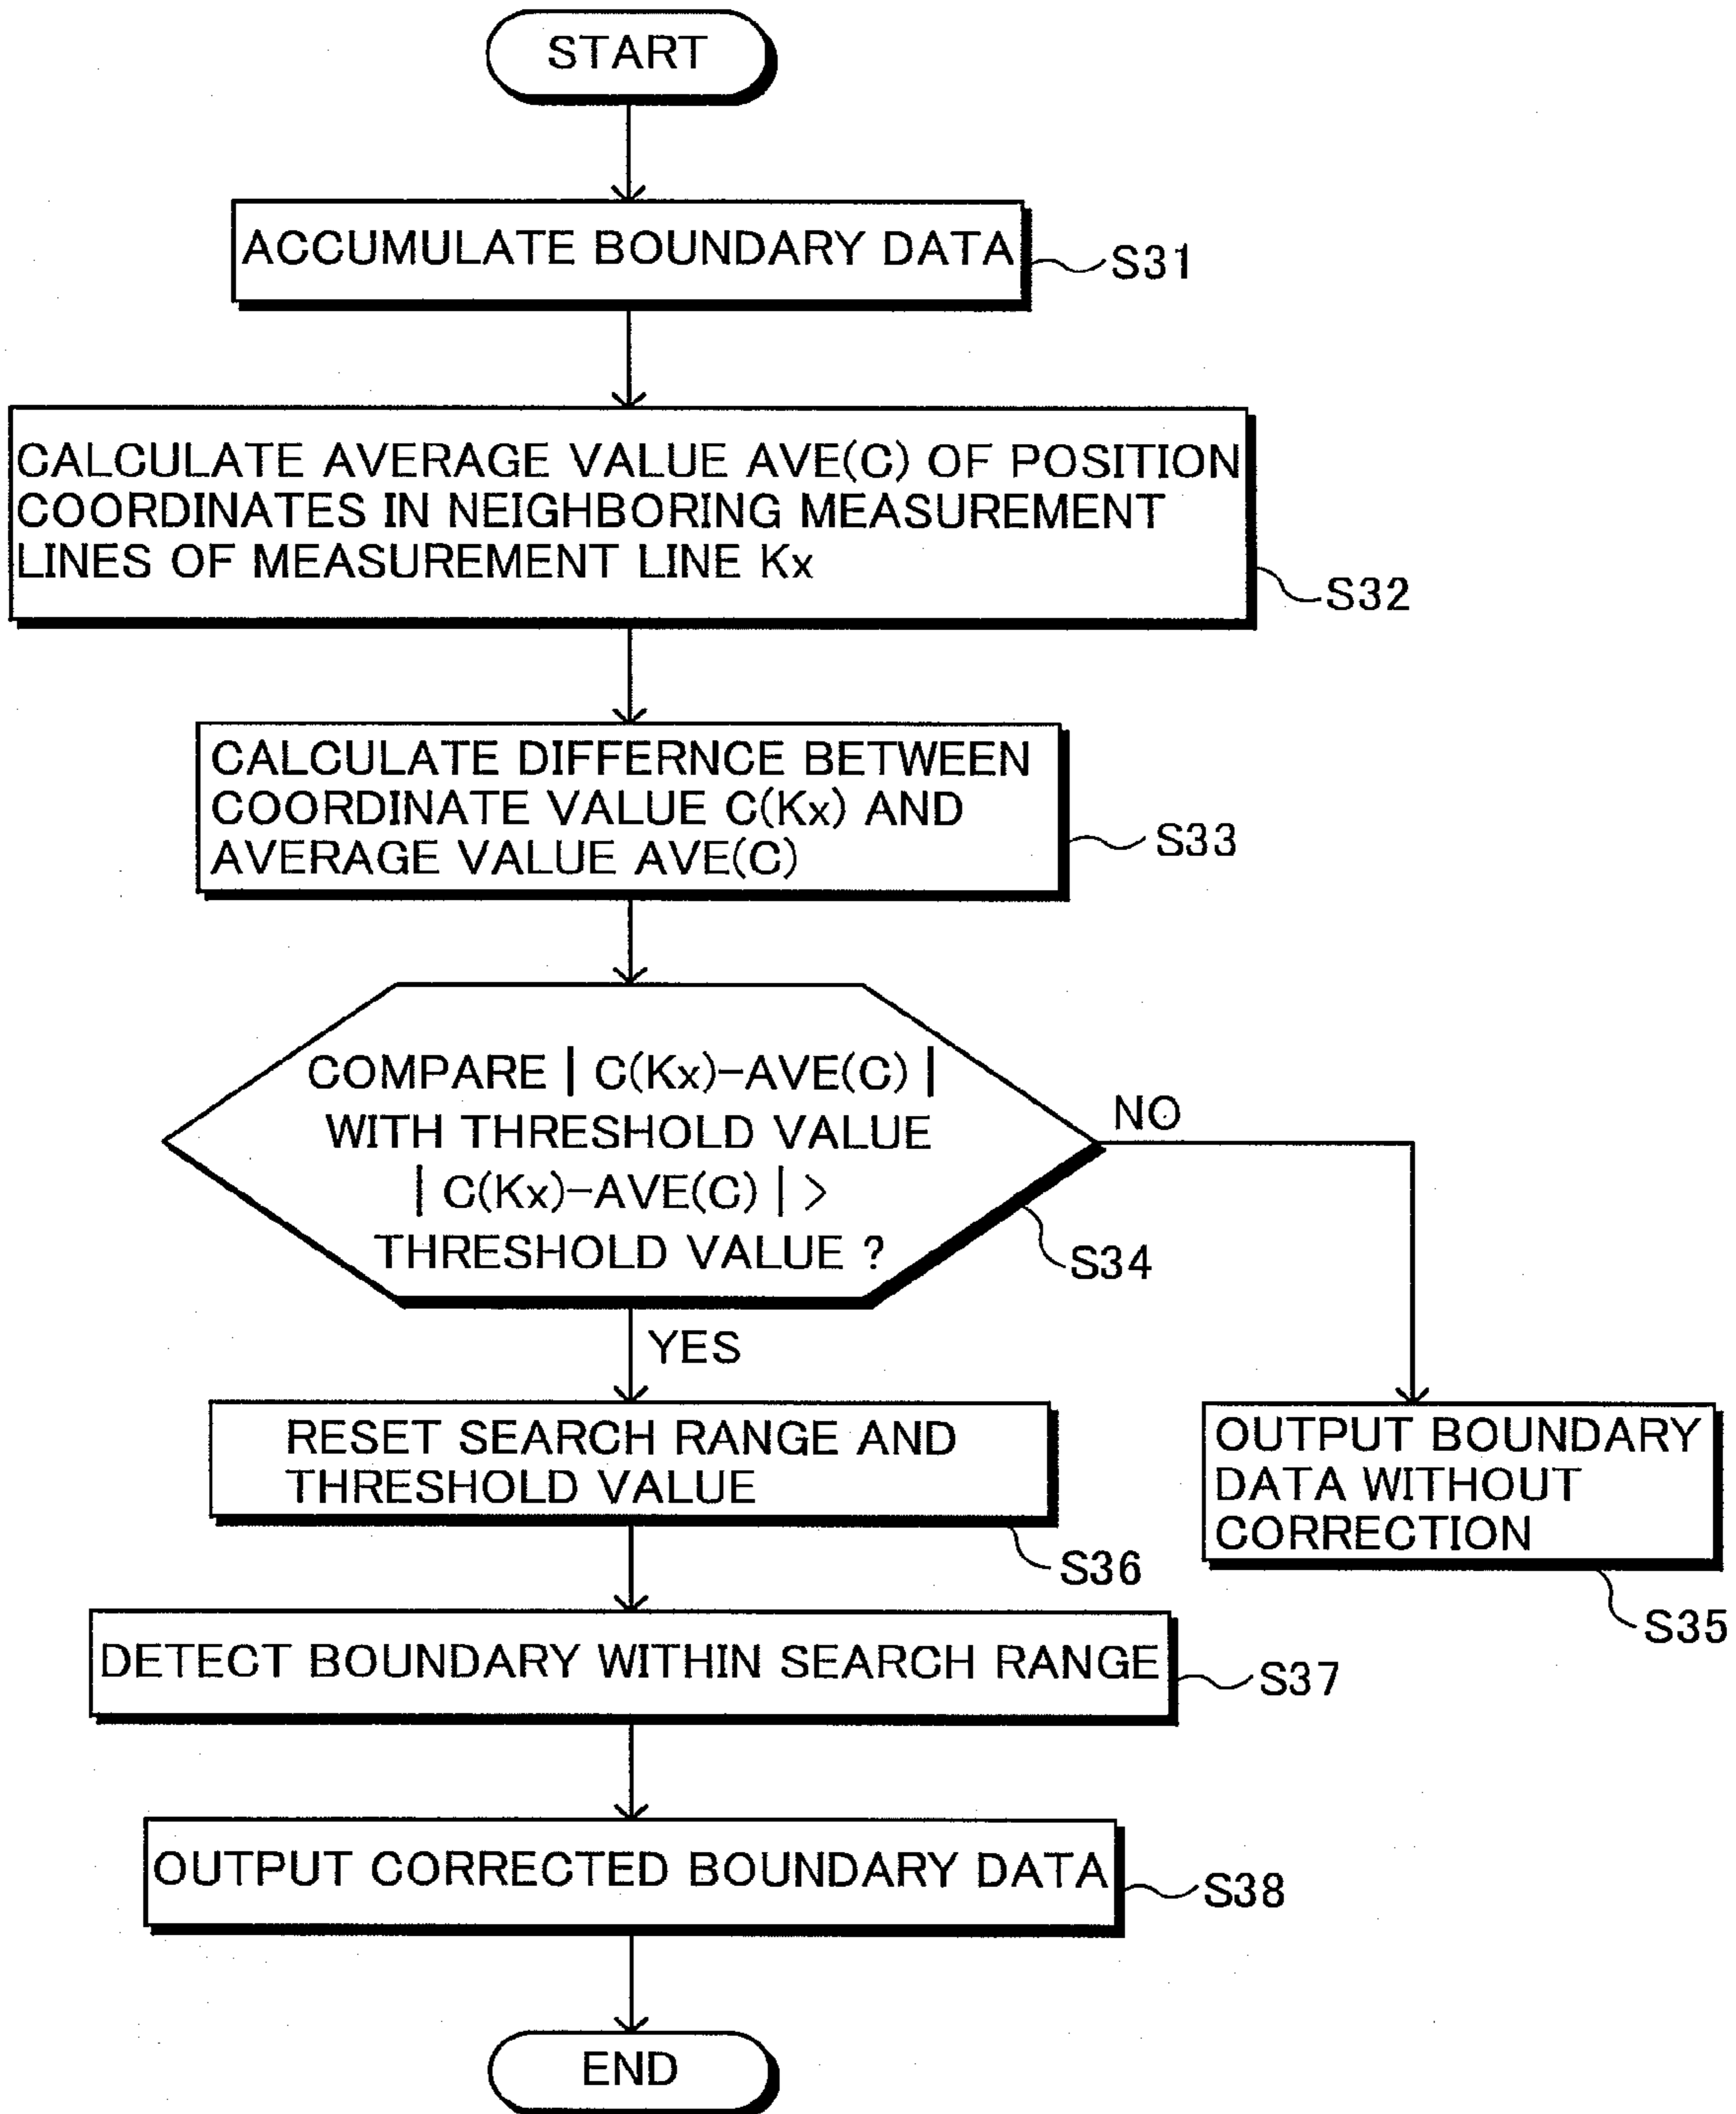 START
ACCUMULATE BOUNDARY DATA
S31
CALCULATE AVERAGE VALUE AVE(C) OF POSITION
COORDINATES IN NEIGHBORING MEASUREMENT
LINES OF MEASUREMENT LINE Kx
S32
CALCULATE DIFFERNCE BETWEEN
COORDINATE VALUE C(Kx) AND
AVERAGE VALUE AVE(C)
S33
COMPARE | C(Kx)-AVE(C) |
WITH THRESHOLD VALUE
| C(Kx)-AVE(C) | >
THRESHOLD VALUE ?
S34
NO
YES
RESET SEARCH RANGE AND
THRESHOLD VALUE
S36
OUTPUT BOUNDARY
DATA WITHOUT
CORRECTION
S35
DETECT BOUNDARY WITHIN SEARCH RANGE
S37
OUTPUT CORRECTED BOUNDARY DATA
S38
END